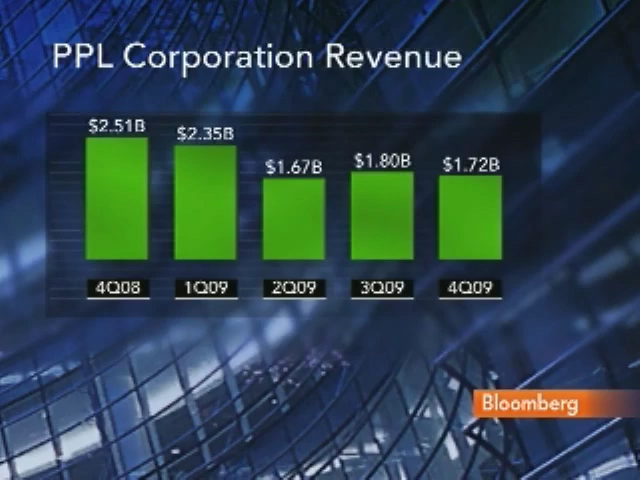 PPL Corporation Revenue
$2.51B
$2.35B
$1.67B
$1.80B
$1.72B
4Q08
1Q09
2Q09
3Q09
4Q09
Bloomberg